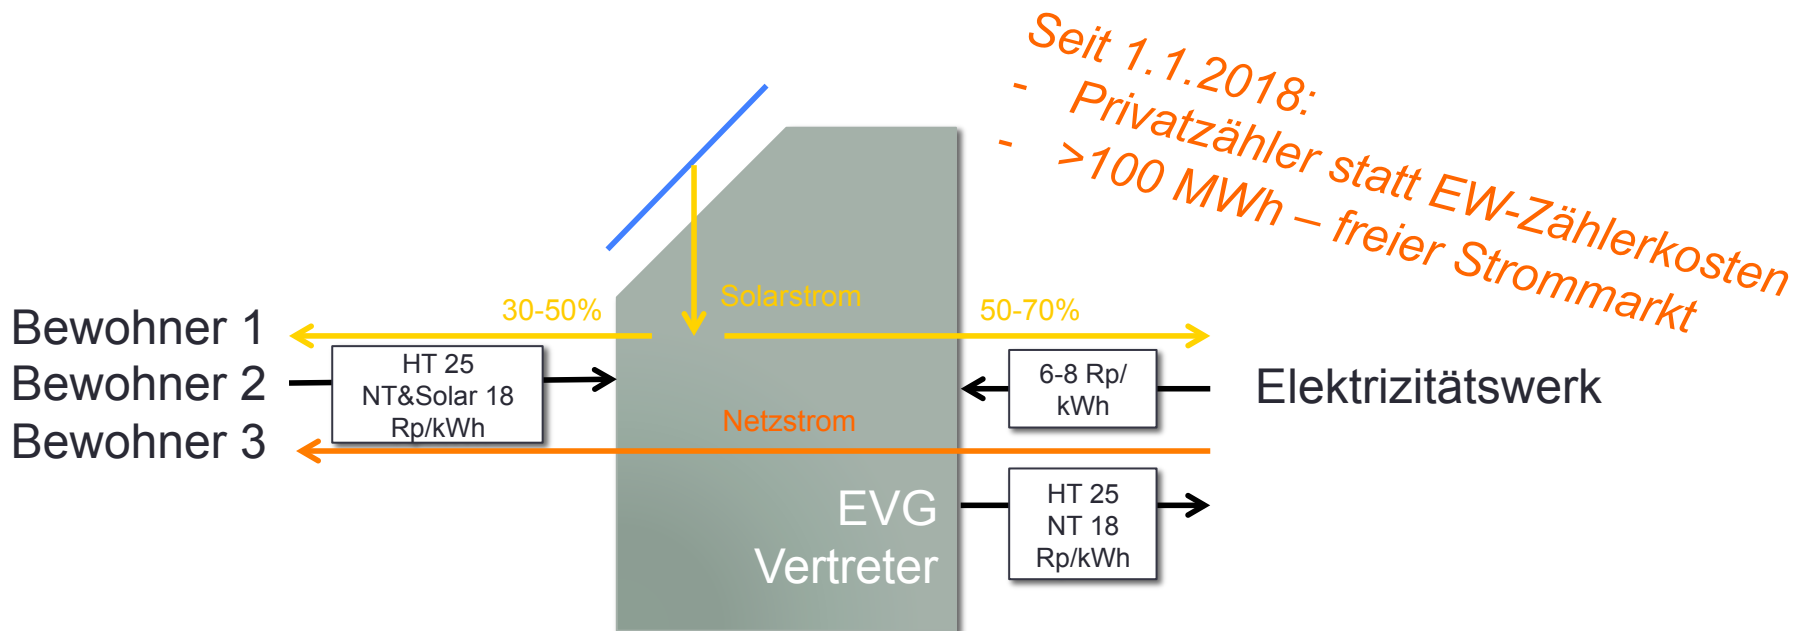 Seit 1.1.2018:
- Privatzähler statt EW-Zählerkosten
- >100 MWh – freier Strommarkt
30-50%
Solarstrom
50-70%
Bewohner 1
Bewohner 2
Bewohner 3
HT 25
NT&Solar 18
Rp/kWh
6-8 Rp/
kWh
Elektrizitätswerk
Netzstrom
EVG
Vertreter
HT 25
NT 18
Rp/kWh